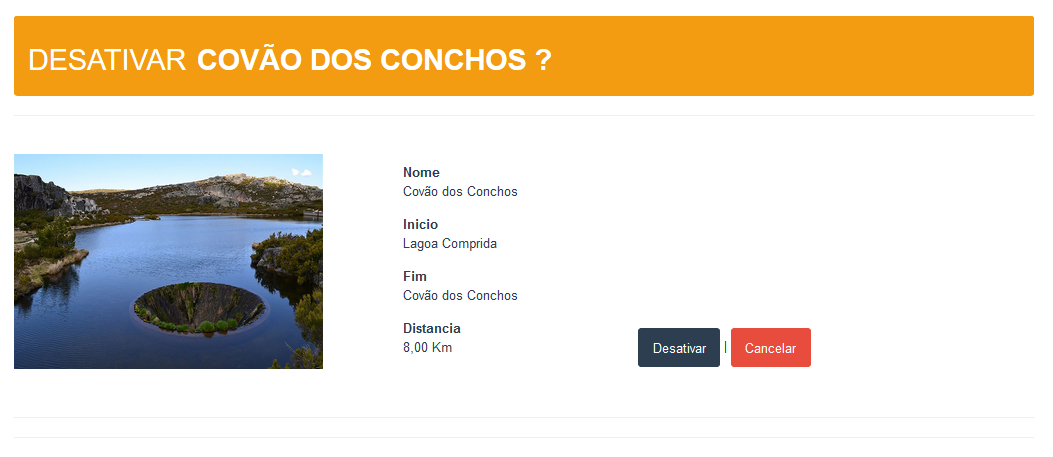 DESATIVAR COVÃO DOS CONCHOS ?
Nome
Covão dos Conchos
Inicio
Lagoa Comprida
Fim
Covão dos Conchos
Distancia
8,00 Km
Desativar | Cancelar